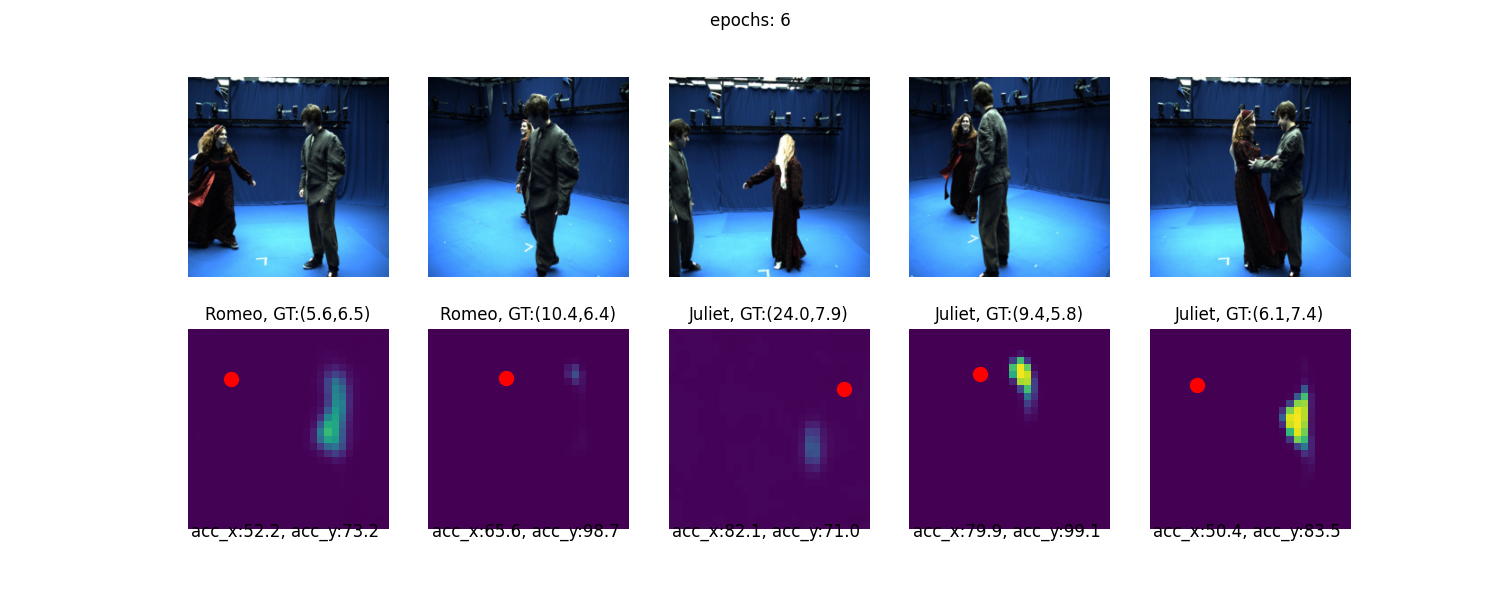 epochs: 6
Romeo, GT:(5.6,6.5)
Romeo, GT:(10.4,6.4)
Juliet, GT:(24.0,7.9)
Juliet, GT:(9.4,5.8)
Juliet, GT:(6.1,7.4)
acc_x:52.2, acc_y:73.2
acc_x:65.6, acc_y:98.7
acc_x:82.1, acc_y:71.0
acc_x:79.9, acc_y:99.1
acc_x:50.4, acc_y:83.5